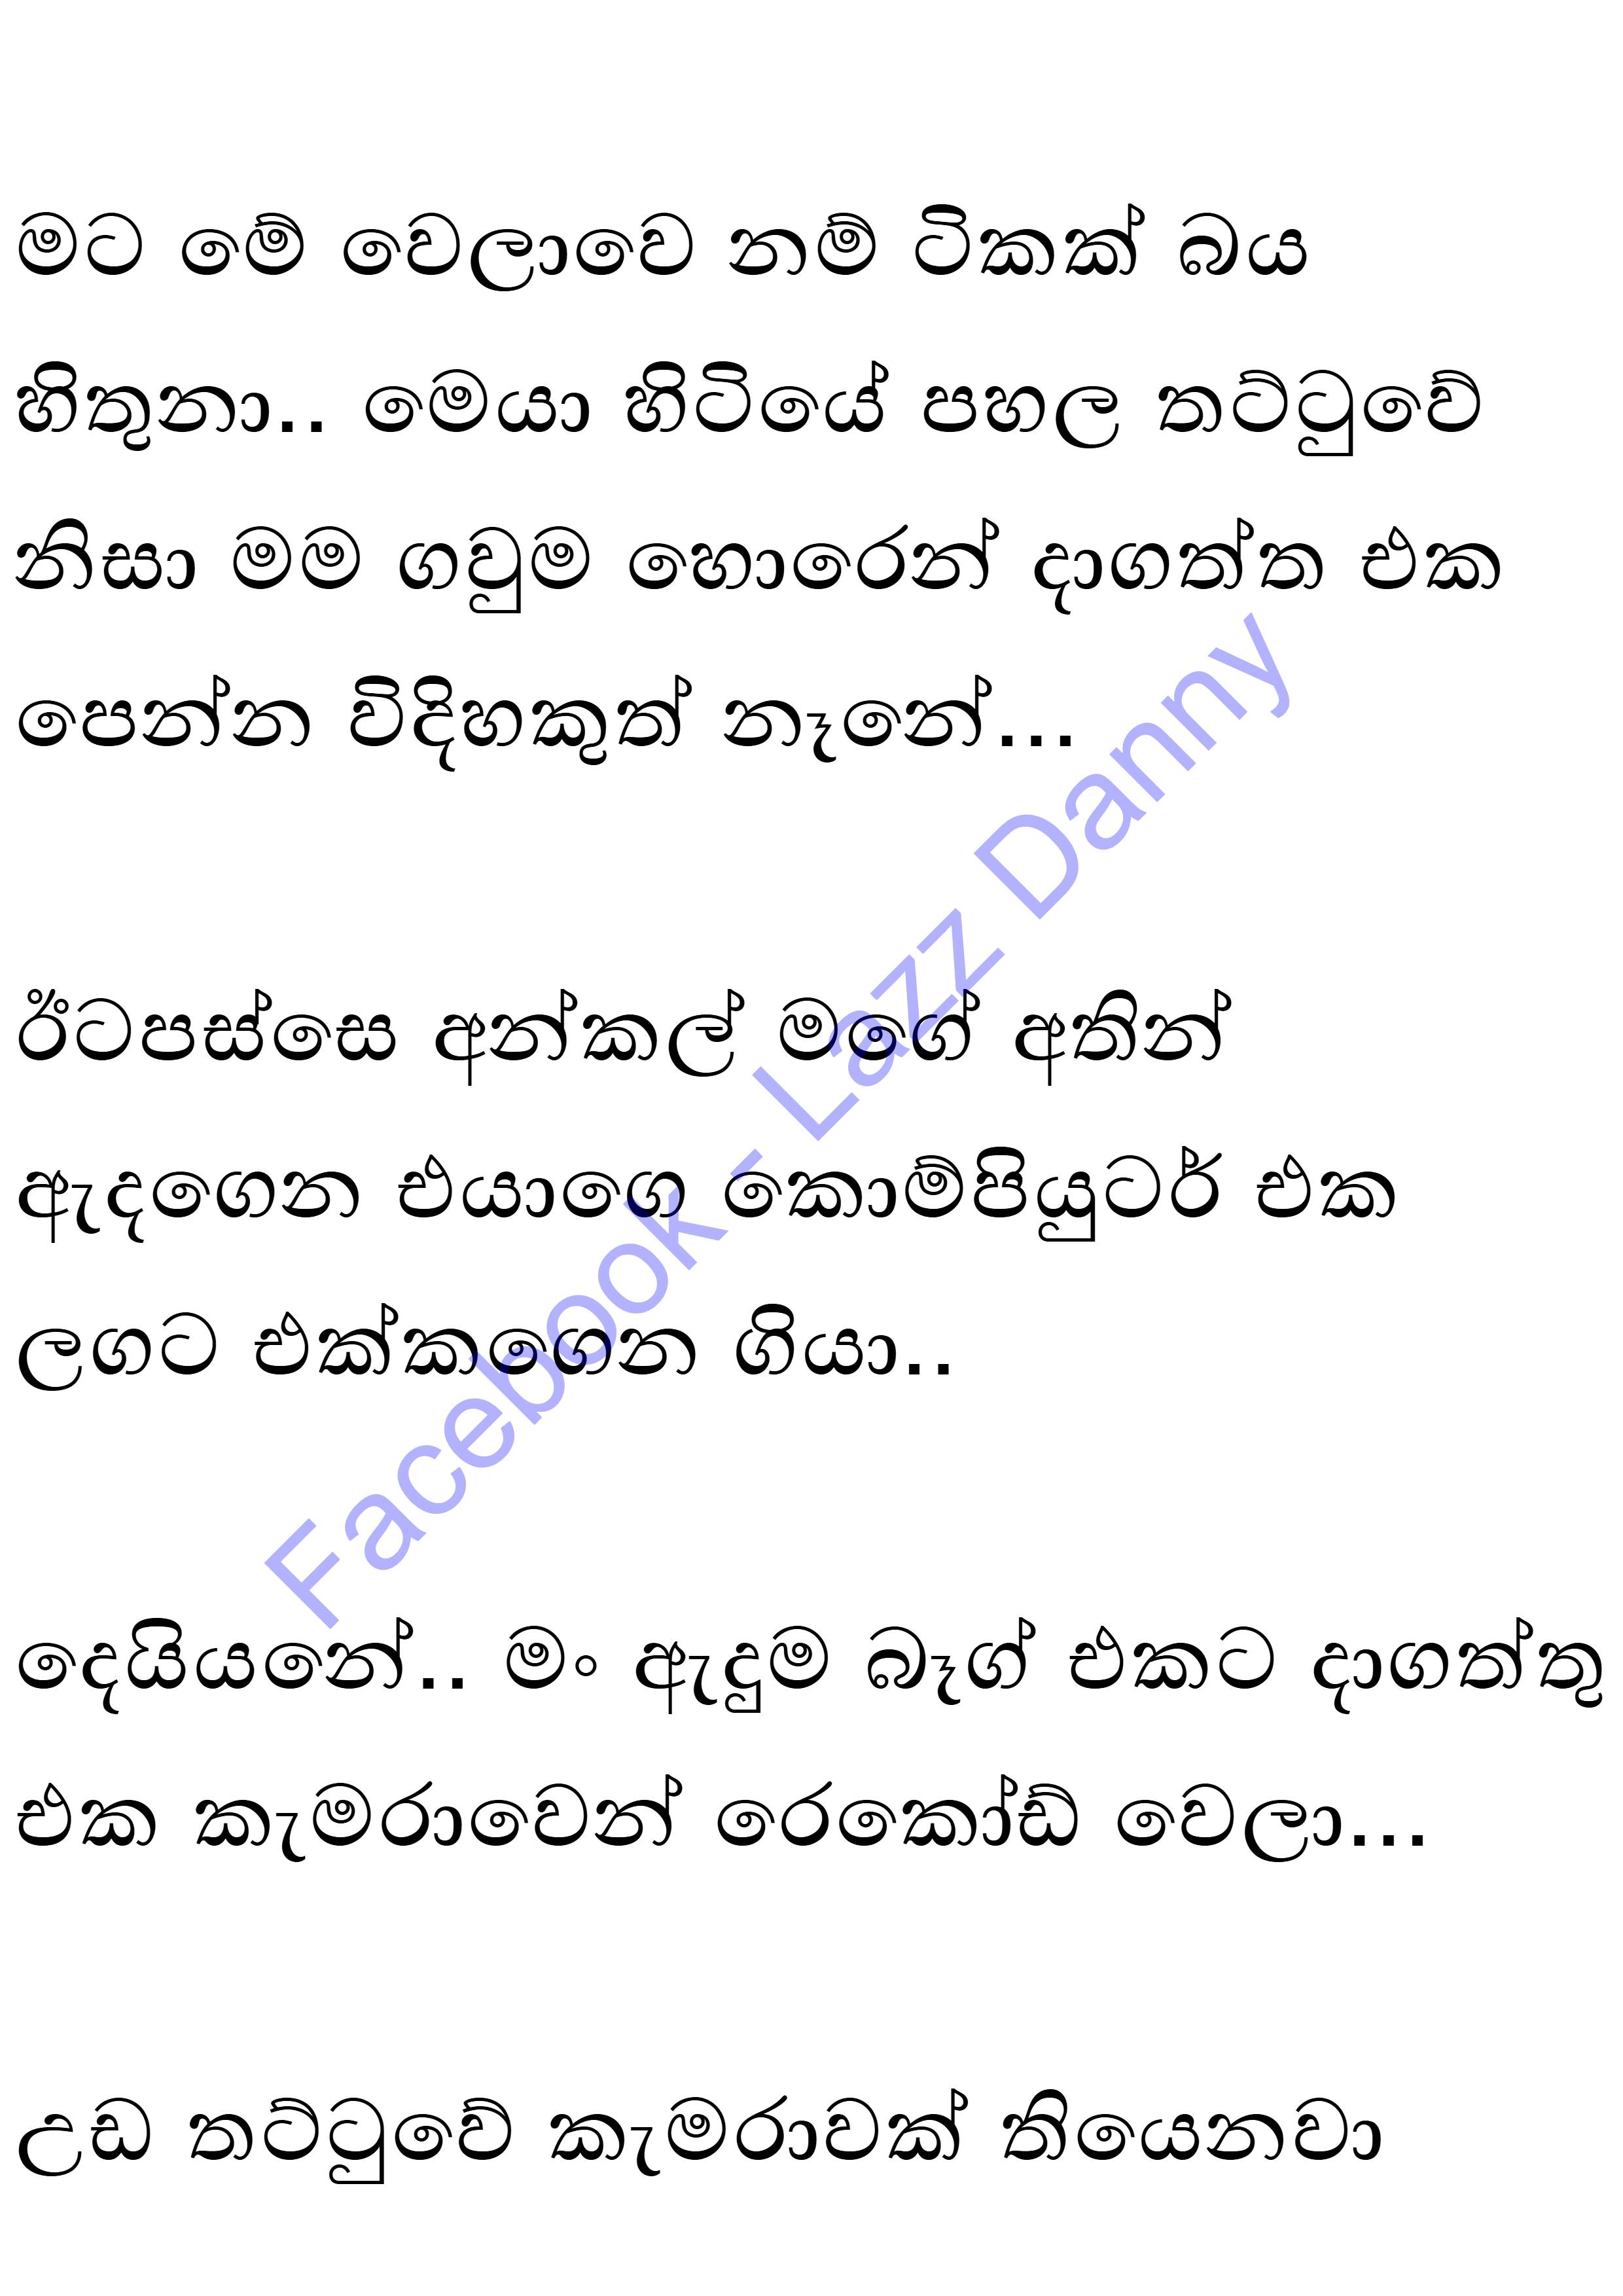 මට මේ වෙලාවෙ නම් ටිකක් බය
හිතුනා.. මෙයා හිටියේ පහල තට්ටුවේ
නිසා මම ගවුම හොරෙන් දාගත්ත එක
පෙන්න විදිහකුත් නෑනේ...
ඊටපස්සෙ අන්කල් මගේ අතින්
ඇදගෙන එයාගෙ කොම්පියුටර් එක
ලගට එක්කගෙන ගියා..
දෙයියනේ.. මං ඇදුම බෑග් එකට දාගත්තු
එක කැමරාවෙන් රෙකෝඩ් වෙලා...
උඩ තට්ටුවේ කැමරාවක් තියෙනවා
Facebook - Lazz Danny